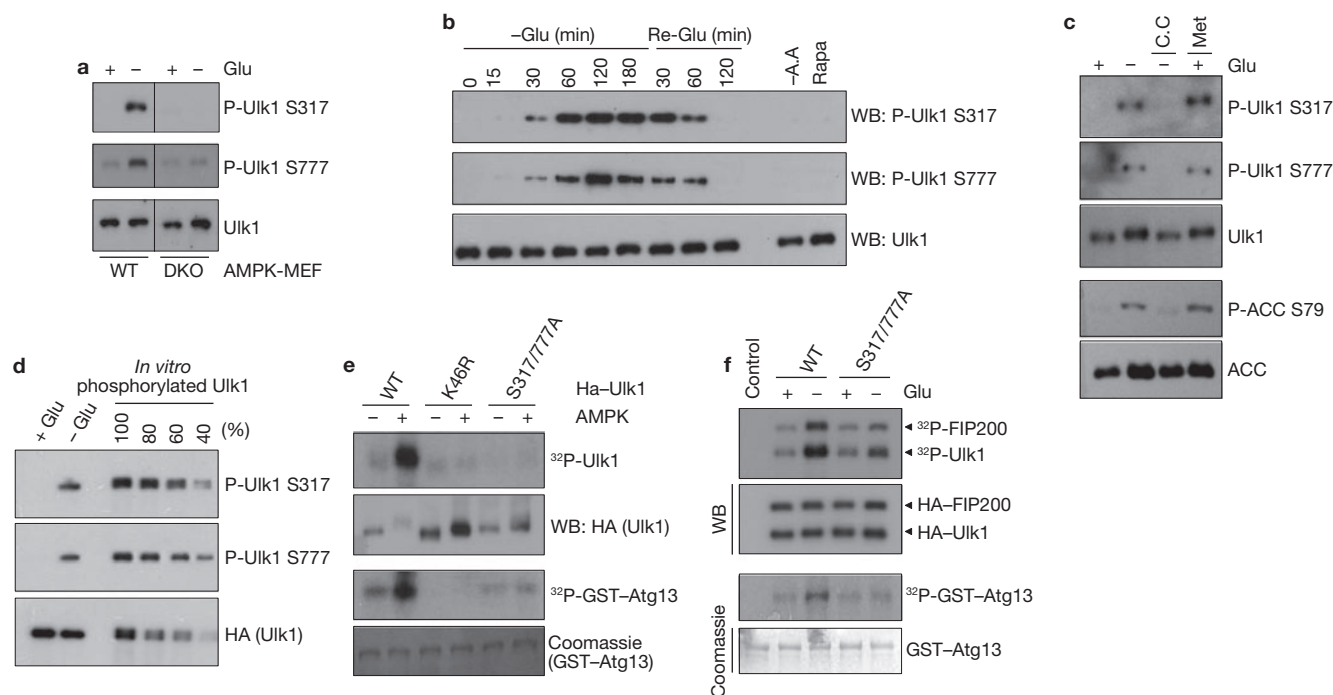 a
+ − + − Glu
P-Ulk1 S317
P-Ulk1 S777
Ulk1
WT DKO AMPK-MEF
b
–Glu (min) Re-Glu (min)
0 15 30 60 120 180 30 60 120 –A.A Rapa
WB: P-Ulk1 S317
WB: P-Ulk1 S777
WB: Ulk1
c
C.C Met
+ − − + Glu
P-Ulk1 S317
P-Ulk1 S777
Ulk1
P-ACC S79
ACC
d
In vitro
phosphorylated Ulk1
+ Glu – Glu 100 80 60 40 (%)
P-Ulk1 S317
P-Ulk1 S777
HA (Ulk1)
e
WT K46R S317/777A Ha–Ulk1
− + − + − + AMPK
³²P-Ulk1
WB: HA (Ulk1)
³²P-GST–Atg13
Coomassie
(GST–Atg13)
f
Control WT S317/777A
+ − + − Glu
³²P-FIP200
³²P-Ulk1
WB
HA–FIP200
HA–Ulk1
³²P-GST–Atg13
Coomassie
GST–Atg13